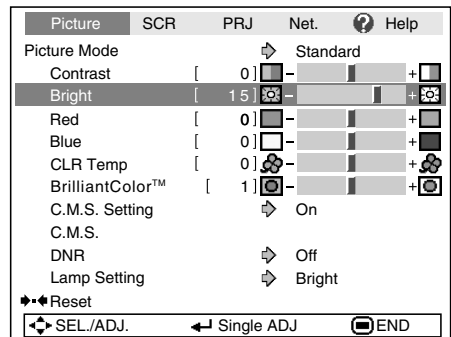 Picture SCR PRJ Net. Help
Picture Mode Standard
Contrast [ 0]
Bright [ 15]
Red [ 0]
Blue [ 0]
CLR Temp [ 0]
BrilliantColor™ [ 1]
C.M.S. Setting On
C.M.S.
DNR Off
Lamp Setting Bright
Reset
SEL./ADJ. Single ADJ END